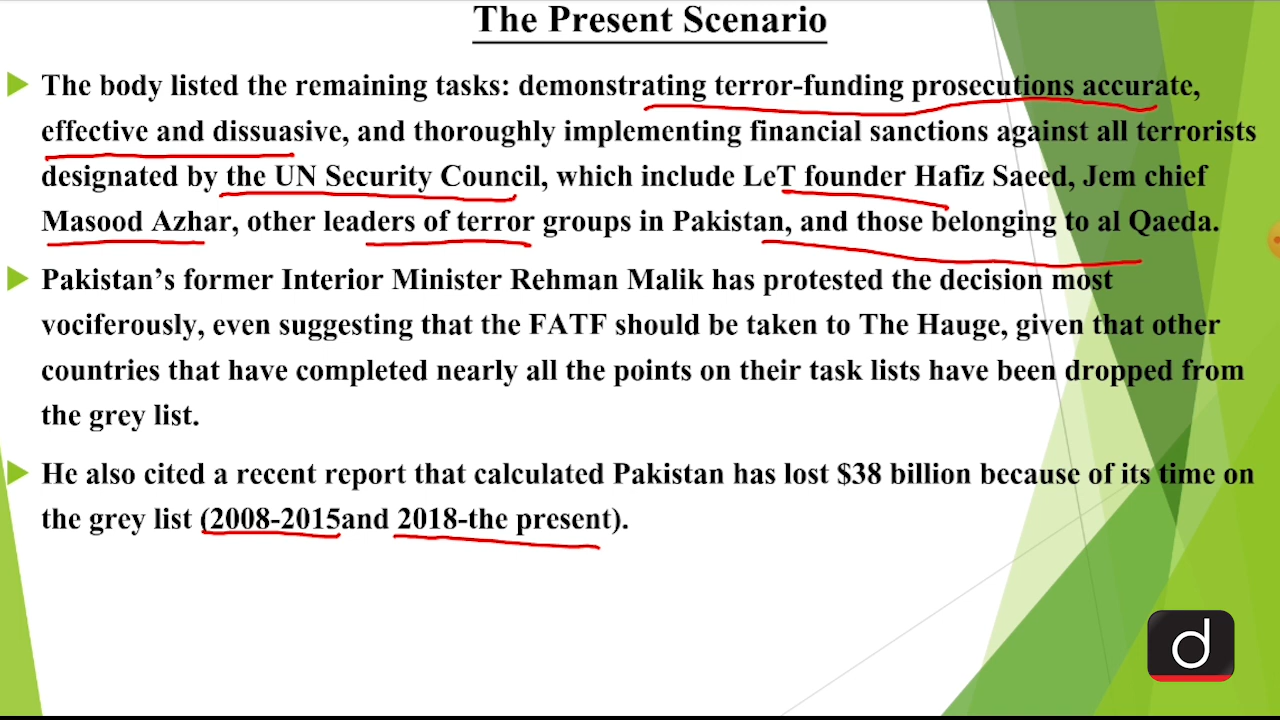 The Present Scenario
The body listed the remaining tasks: demonstrating terror-funding prosecutions accurate,
effective and dissuasive, and thoroughly implementing financial sanctions against all terrorists
designated by the UN Security Council, which include LeT founder Hafiz Saeed, Jem chief
Masood Azhar, other leaders of terror groups in Pakistan, and those belonging to al Qaeda.
Pakistan’s former Interior Minister Rehman Malik has protested the decision most
vociferously, even suggesting that the FATF should be taken to The Hauge, given that other
countries that have completed nearly all the points on their task lists have been dropped from
the grey list.
He also cited a recent report that calculated Pakistan has lost $38 billion because of its time on
the grey list (2008-2015and 2018-the present).
d